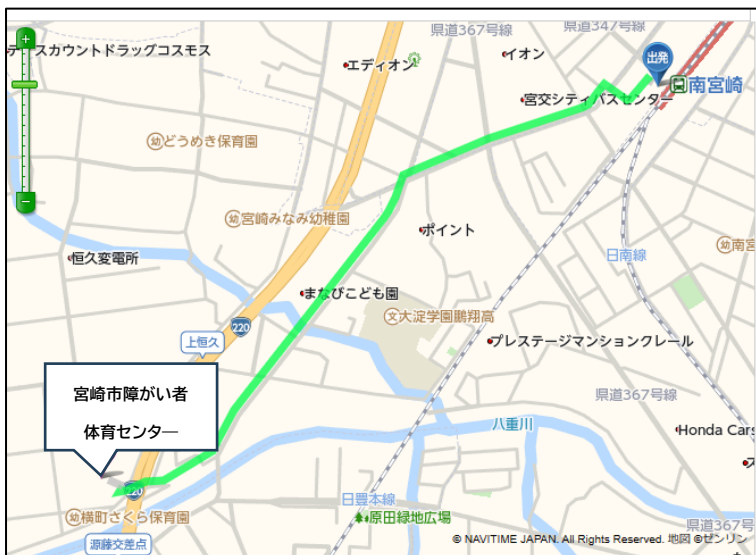 県道367号線
県道347号線
ディスカウントドラッグコスモス
エディオン
イオン
出発
南宮崎
宮交シティバスセンター
幼どうめき保育園
幼宮崎みなみ幼稚園
ポイント
幼南宮
日南線
恒久変電所
まなびこども園
文大淀学園鵬翔高
220
上恒久
プレステージマンションクレール
宮崎市障がい者
体育センター
県道367号線
八重川
Honda Cars
ス
220
日豊本線
幼横町さくら保育園
原田緑地広場
県道367号
源藤交差点
© NAVITIME JAPAN. All Rights Reserved. 地図 ©ゼンリン